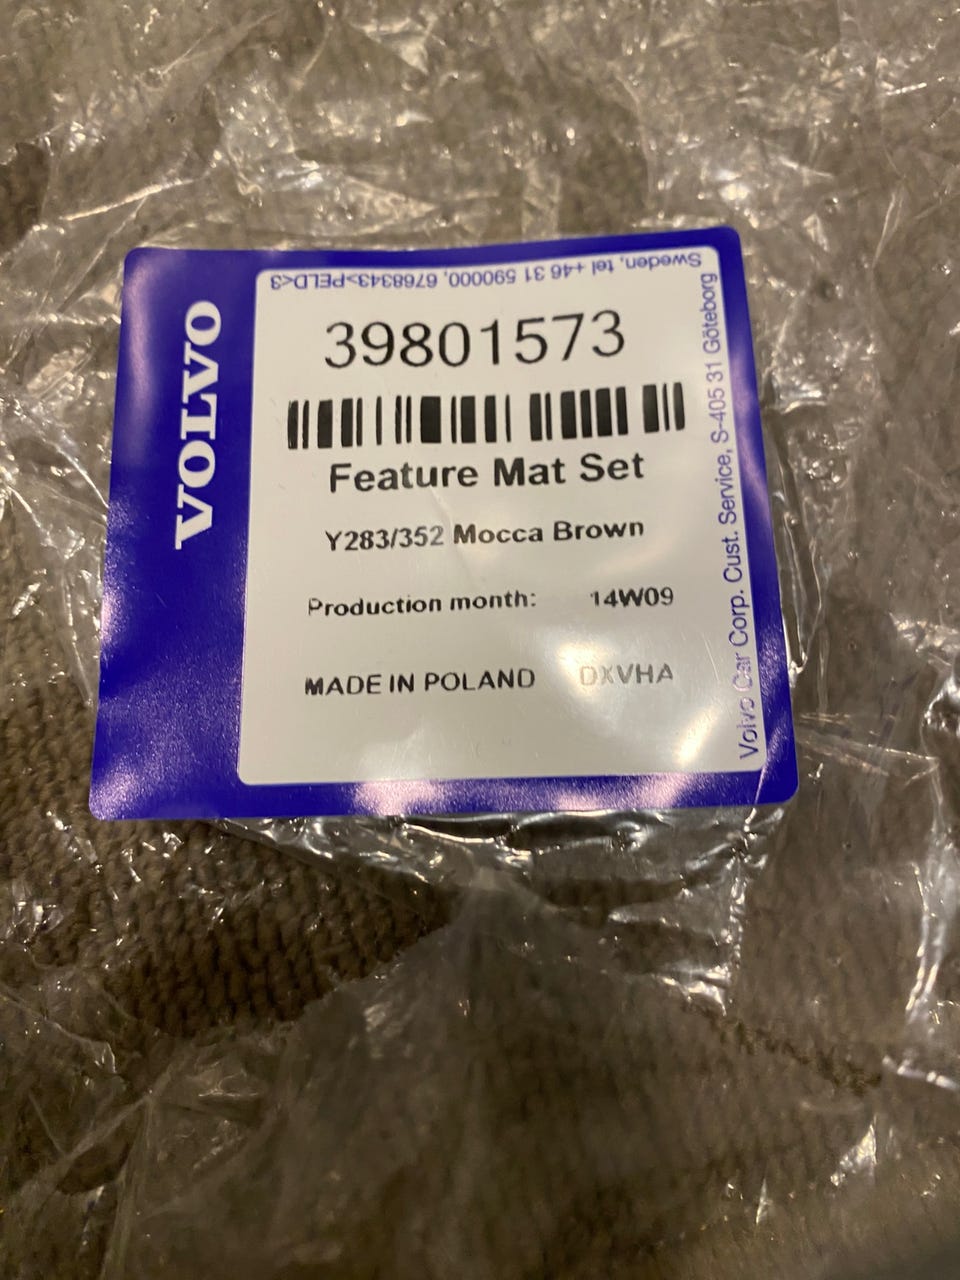 VOLVO
39801573
Feature Mat Set
Y283/352 Mocca Brown
Production month: 14W09
MADE IN POLAND DXVHA
Volvo Car Corp. Cust. Service, S-405 31 Göteborg
Sweden, tel +46 31 590000, 6768343>PELD<3